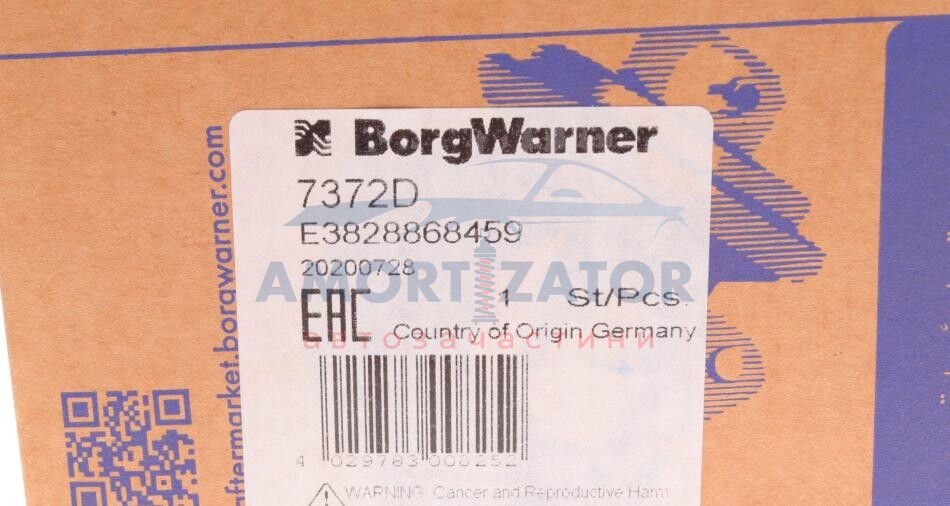 BorgWarner
7372D
E3828868459
20200728
AMORTIZATOR
EAC 1 St/Pcs.
Country of Origin Germany
автозапчастини
4 029783 008252
WARNING: Cancer and Reproductive Harm
aftermarket.borgwarner.com